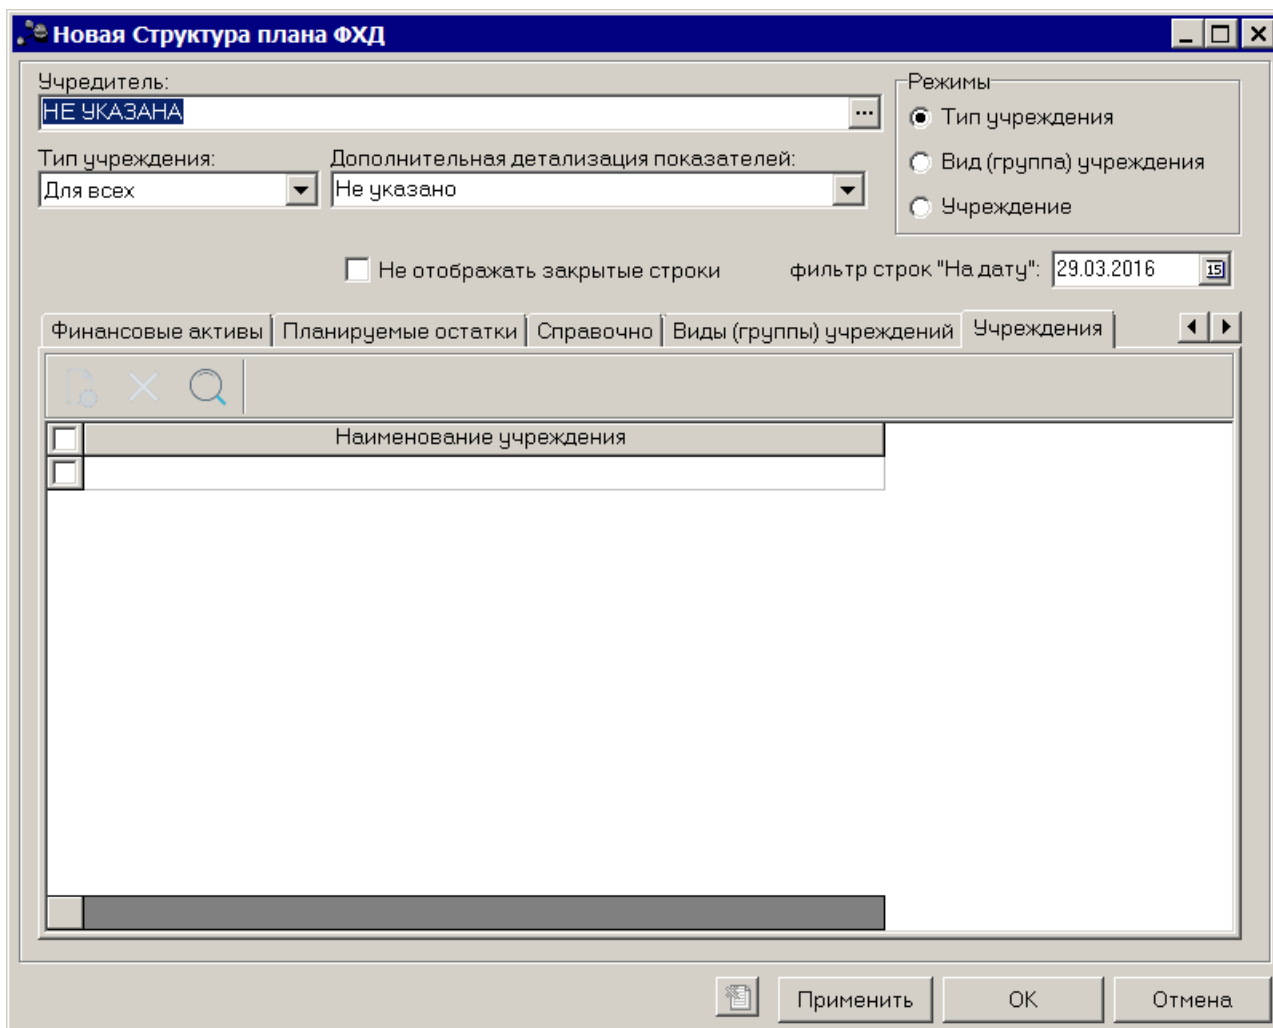 Новая Структура плана ФХД
Учредитель:
НЕ УКАЗАНА
Режимы
Тип учреждения
Вид (группа) учреждения
Учреждение
Тип учреждения:
Дополнительная детализация показателей:
Для всех
Не указано
Не отображать закрытые строки
фильтр строк "На дату":
29.03.2016
15
Финансовые активы
Планируемые остатки
Справочно
Виды (группы) учреждений
Учреждения
Наименование учреждения
Применить
OK
Отмена